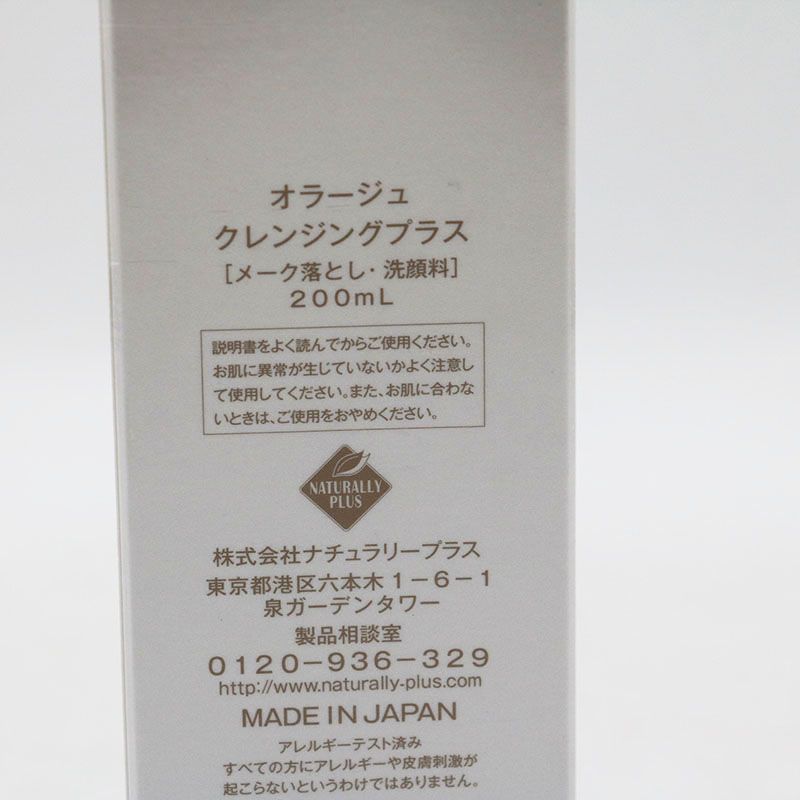 オラージュ
クレンジングプラス
[メーク落とし・洗顔料]
200mL
説明書をよく読んでからご使用ください。
お肌に異常が生じていないかよく注意し
て使用してください。また、お肌に合わな
いときは、ご使用をおやめください。
NATURALLY
PLUS
株式会社ナチュラリープラス
東京都港区六本木1-6-1
泉ガーデンタワー
製品相談室
0120-936-329
http://www.naturally-plus.com
MADE IN JAPAN
アレルギーテスト済み
すべての方にアレルギーや皮膚刺激が
起こらないというわけではありません。